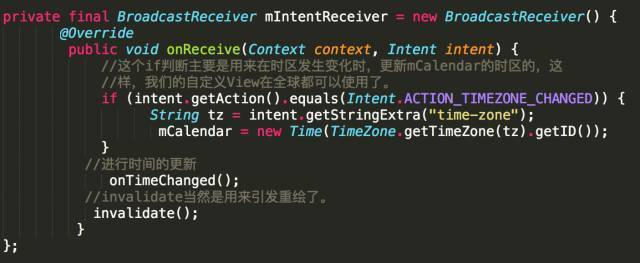 private final BroadcastReceiver mIntentReceiver = new BroadcastReceiver() {
@Override
public void onReceive(Context context, Intent intent) {
//这个if判断主要是用来在时区发生变化时，更新mCalendar的时区的，这
//样，我们的自定义View在全球都可以使用了。
if (intent.getAction().equals(Intent.ACTION_TIMEZONE_CHANGED)) {
String tz = intent.getStringExtra("time-zone");
mCalendar = new Time(TimeZone.getTimeZone(tz).getID());
}
//进行时间的更新
onTimeChanged();
//invalidate当然是用来引发重绘了。
invalidate();
}
};